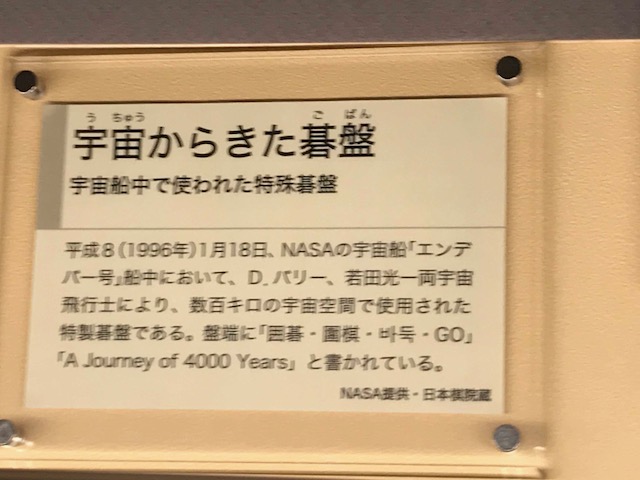 う ちゅう ご ばん
宇宙からきた碁盤
宇宙船中で使われた特殊碁盤
平成8(1996年)1月18日、NASAの宇宙船「エンデ
バー号」船中において、D.バリー、若田光一両宇宙
飛行士により、数百キロの宇宙空間で使用された
特製碁盤である。盤端に「囲碁・圍棋・바둑・GO」
「A Journey of 4000 Years」と書かれている。
NASA提供・日本棋院蔵